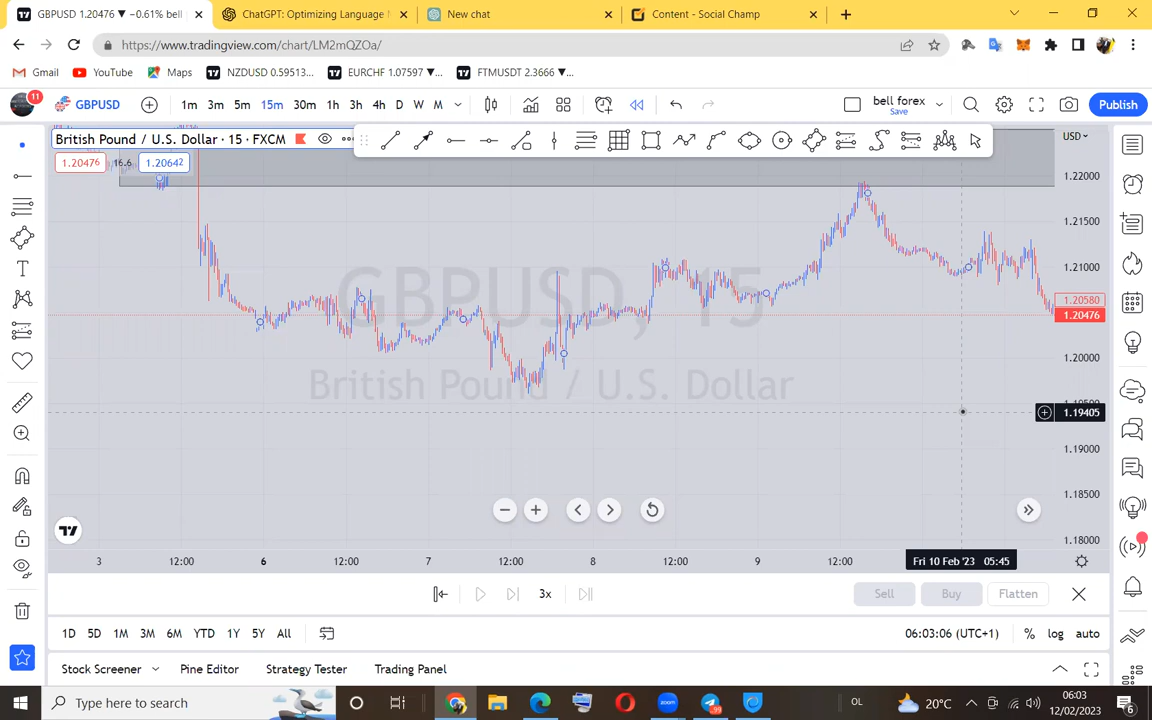 GBPUSD 1.20476 ▼ −0.61% bell
ChatGPT: Optimizing Language
New chat
Content - Social Champ
https://www.tradingview.com/chart/LM2mQZOa/
Gmail
YouTube
Maps
NZDUSD 0.59513...
EURCHF 1.07597 ▼...
FTMUSDT 2.3666 ▼...
11
GBPUSD
1m 3m 5m 15m 30m 1h 3h 4h D W M
bell forex
Save
Publish
British Pound / U.S. Dollar · 15 · FXCM
USD
1.20476 16.6 1.20642
1.22000
1.21500
1.21000
1.20580
1.20476
1.20000
1.19405
1.19000
1.18500
1.18000
GBPUSD, 15
British Pound / U.S. Dollar
3 12:00 6 12:00 7 12:00 8 12:00 9 12:00 Fri 10 Feb '23 05:45
3x
Sell Buy Flatten
1D 5D 1M 3M 6M YTD 1Y 5Y All
06:03:06 (UTC+1) % log auto
Stock Screener Pine Editor Strategy Tester Trading Panel
Type here to search
OL
20°C
06:03
12/02/2023
6